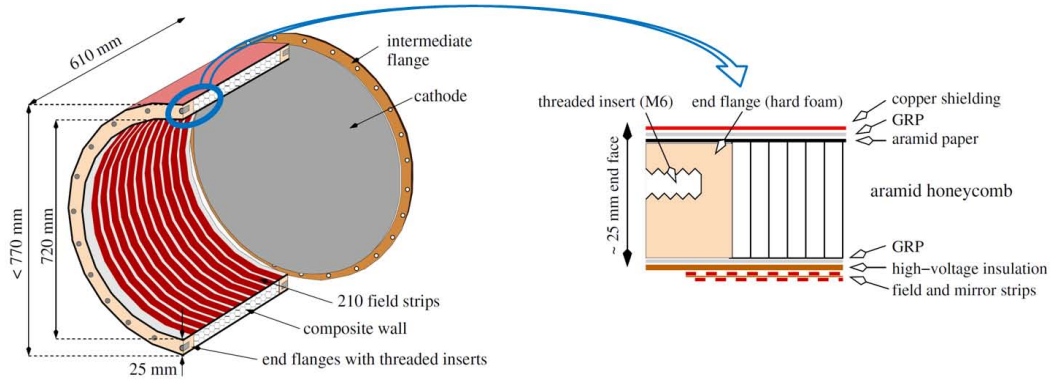 610 mm
intermediate
flange
cathode
< 770 mm
720 mm
210 field strips
composite wall
end flanges with threaded inserts
25 mm
threaded insert (M6)
end flange (hard foam)
copper shielding
GRP
aramid paper
~ 25 mm end face
aramid honeycomb
GRP
high−voltage insulation
field and mirror strips